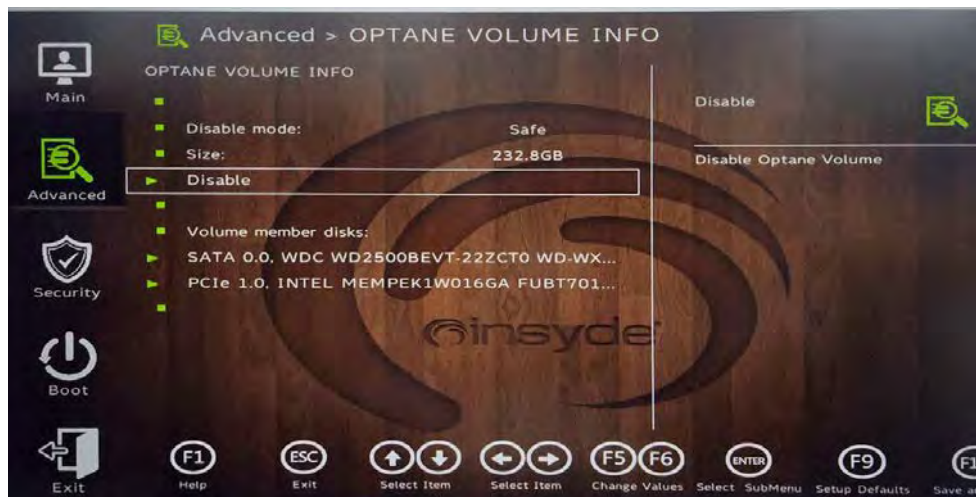 Advanced > OPTANE VOLUME INFO
Main
OPTANE VOLUME INFO
Disable mode: Safe
Size: 232.8GB
Disable
Volume member disks:
SATA 0.0, WDC WD2500BEVT-22ZCT0 WD-WX...
PCIe 1.0, INTEL MEMPEK1W016GA FUBT701...
Disable
Disable Optane Volume
Advanced
Security
Boot
Exit
insyde
F1 Help
ESC Exit
Select Item
Select Item
F5 F6 Change Values
ENTER Select SubMenu
F9 Setup Defaults
F1 Save a